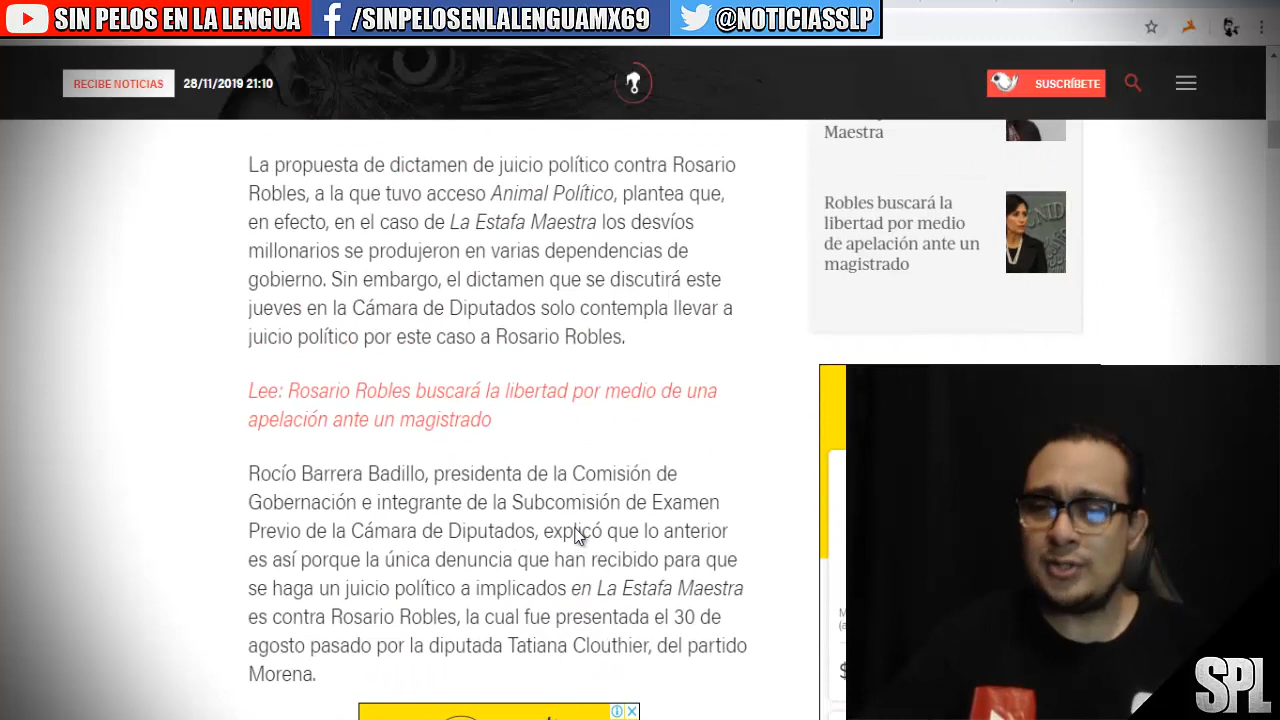 SIN PELOS EN LA LENGUA
/SINPELOSENLALENGUAMX69
@NOTICIASSLP
RECIBE NOTICIAS
28/11/2019 21:10
SUSCRÍBETE
La propuesta de dictamen de juicio político contra Rosario
Robles, a la que tuvo acceso Animal Político, plantea que,
en efecto, en el caso de La Estafa Maestra los desvíos
millonarios se produjeron en varias dependencias de
gobierno. Sin embargo, el dictamen que se discutirá este
jueves en la Cámara de Diputados solo contempla llevar a
juicio político por este caso a Rosario Robles.
Lee: Rosario Robles buscará la libertad por medio de una
apelación ante un magistrado
Rocío Barrera Badillo, presidenta de la Comisión de
Gobernación e integrante de la Subcomisión de Examen
Previo de la Cámara de Diputados, explicó que lo anterior
es así porque la única denuncia que han recibido para que
se haga un juicio político a implicados en La Estafa Maestra
es contra Rosario Robles, la cual fue presentada el 30 de
agosto pasado por la diputada Tatiana Clouthier, del partido
Morena.
Maestra
Robles buscará la
libertad por medio
de apelación ante un
magistrado
SPL